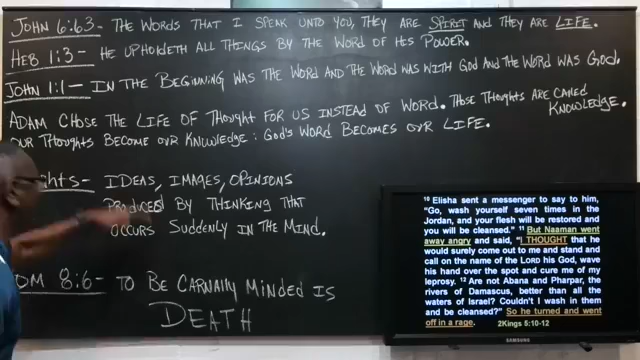 JOHN 6:63- THE WORDS THAT I SPEAK UNTO YOU, THEY ARE SPIRIT AND THEY ARE LIFE.
HEB 1:3- HE UPHOLDETH ALL THINGS BY THE WORD OF HIS POWER.
JOHN 1:1- IN THE BEGINNING WAS THE WORD AND THE WORD WAS WITH GOD AND THE WORD WAS GOD.
ADAM CHOSE THE LIFE OF THOUGHT FOR US INSTEAD OF WORD. THOSE THOUGHTS ARE CALLED
KNOWLEDGE.
OUR THOUGHTS BECOME OUR KNOWLEDGE: GOD'S WORD BECOMES OUR LIFE.
ghts- IDEAS, IMAGES, OPINIONS
PRODUCED BY THINKING THAT
OCCURS SUDDENLY IN THE MIND.
OM 8:6- TO BE CARNALLY MINDED IS
DEATH
10 Elisha sent a messenger to say to him,
"Go, wash yourself seven times in the
Jordan, and your flesh will be restored and
you will be cleansed." 11 But Naaman went
away angry and said, "I THOUGHT that he
would surely come out to me and stand and
call on the name of the LORD his God, wave
his hand over the spot and cure me of my
leprosy. 12 Are not Abana and Pharpar, the
rivers of Damascus, better than all the
waters of Israel? Couldn't I wash in them
and be cleansed?" So he turned and went
off in a rage. 2Kings 5:10-12
SAMSUNG